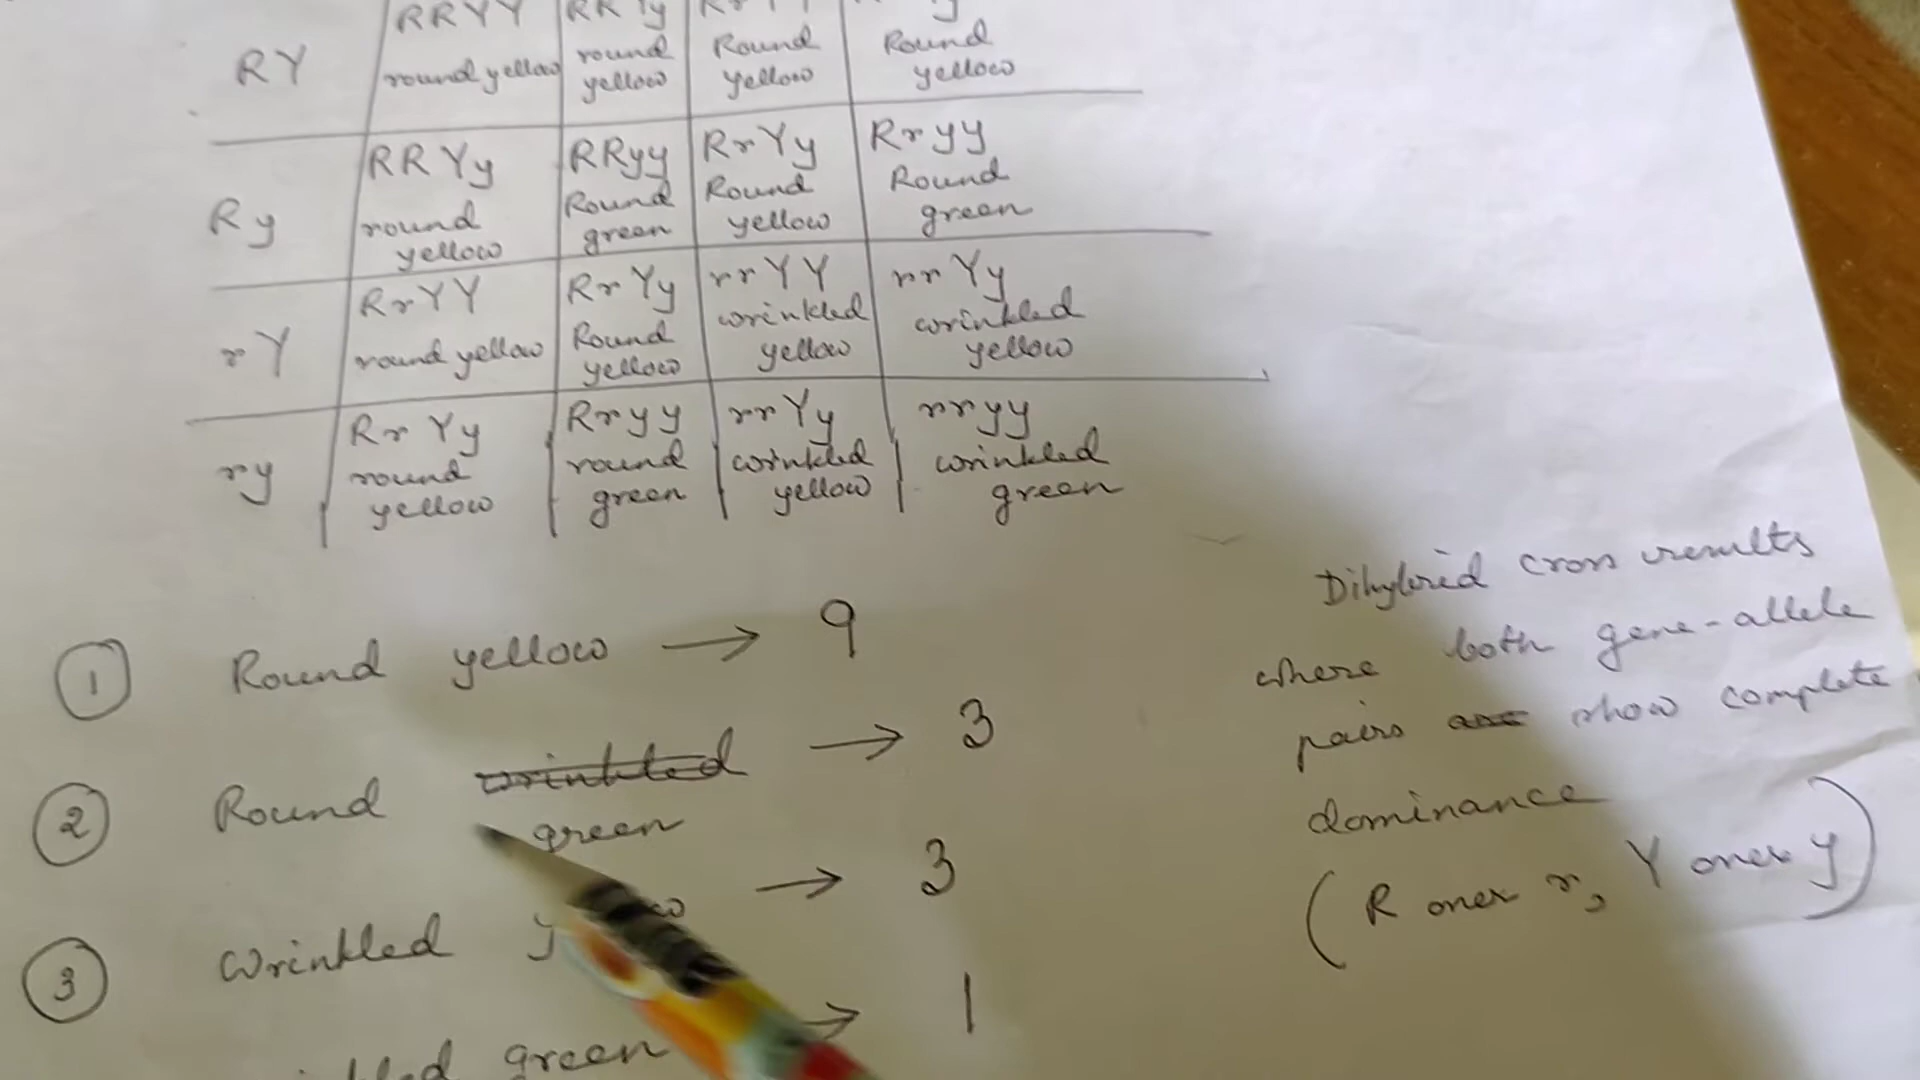 RRYY RRYy
RY round yellow round yellow Round yellow Round yellow
Ry RRYy round yellow RRyy Round green RrYy Round yellow Rryy Round green
rY RrYY round yellow RrYy Round yellow rrYY wrinkled yellow rrYy wrinkled yellow
ry RrYy round yellow Rryy round green rrYy wrinkled yellow rryy wrinkled green
1 Round yellow → 9
2 Round wrinkled → 3
green
3 Wrinkled → 3
green → 1
Dihybrid cross results
where both gene-allele
pairs are show complete
dominance
(R over r, Y over y)